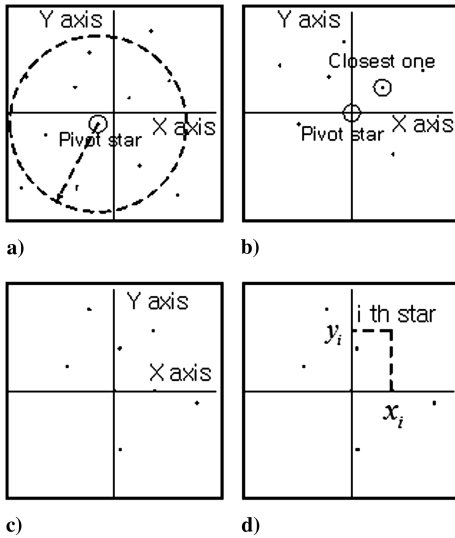 Y axis
X axis
Pivot star
r
a)
Y axis
Closest one
X axis
Pivot star
b)
Y axis
X axis
c)
i th star
yi
xi
d)